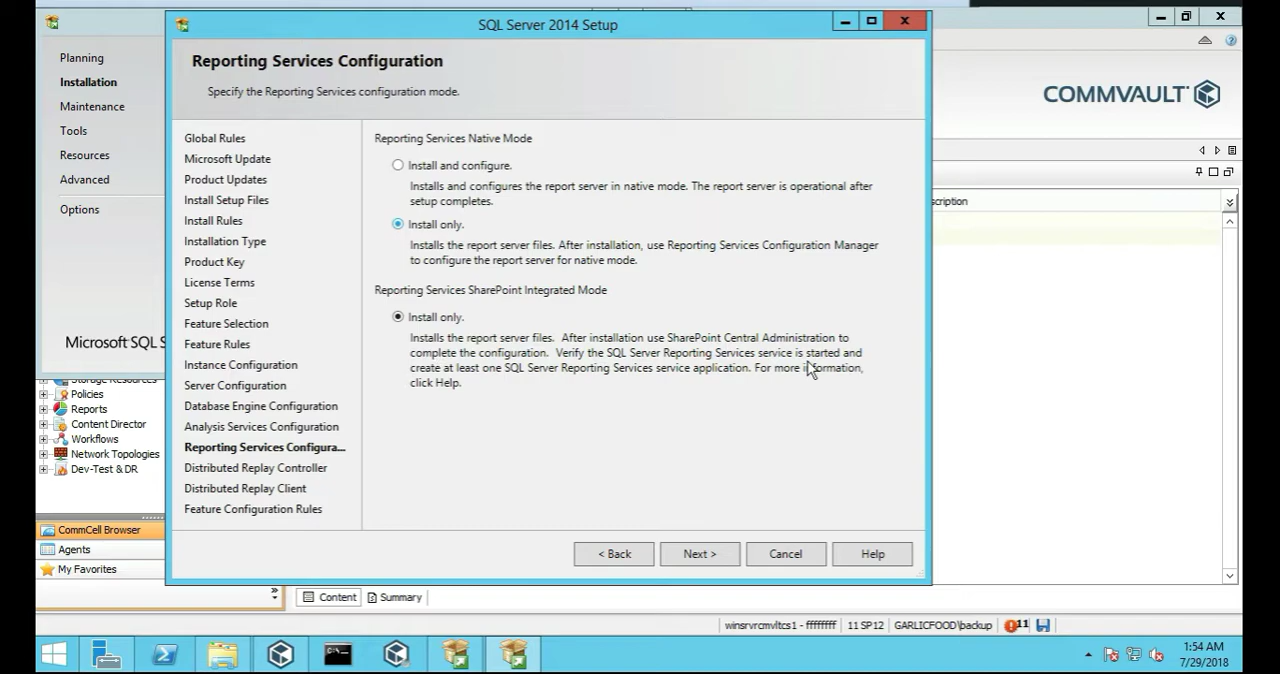 SQL Server 2014 Setup
Reporting Services Configuration
Specify the Reporting Services configuration mode.
Planning
Installation
Maintenance
Tools
Resources
Advanced
Options
Microsoft SQL S
Global Rules
Microsoft Update
Product Updates
Install Setup Files
Install Rules
Installation Type
Product Key
License Terms
Setup Role
Feature Selection
Feature Rules
Instance Configuration
Server Configuration
Database Engine Configuration
Analysis Services Configuration
Reporting Services Configura...
Distributed Replay Controller
Distributed Replay Client
Feature Configuration Rules
Reporting Services Native Mode
Install and configure.
Installs and configures the report server in native mode. The report server is operational after
setup completes.
Install only.
Installs the report server files. After installation, use Reporting Services Configuration Manager
to configure the report server for native mode.
Reporting Services SharePoint Integrated Mode
Install only.
Installs the report server files. After installation use SharePoint Central Administration to
complete the configuration. Verify the SQL Server Reporting Services service is started and
create at least one SQL Server Reporting Services service application. For more information,
click Help.
< Back
Next >
Cancel
Help
COMMVAULT
scription
Storage Resources
Policies
Reports
Content Director
Workflows
Network Topologies
Dev-Test & DR
CommCell Browser
Agents
My Favorites
Content
Summary
winsrvrcmvltcs1 - ffffffff
11 SP12
GARLICFOOD\backup
11
1:54 AM
7/29/2018